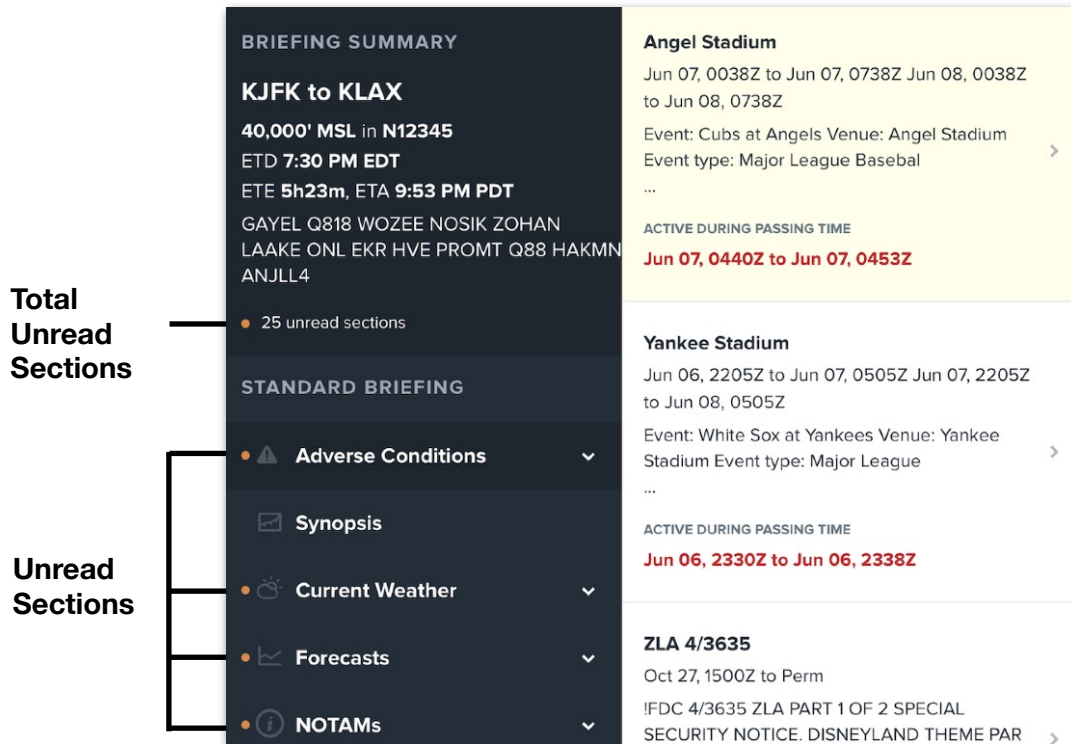 Total
Unread
Sections
Unread
Sections
BRIEFING SUMMARY
KJFK to KLAX
40,000' MSL in N12345
ETD 7:30 PM EDT
ETE 5h23m, ETA 9:53 PM PDT
GAYEL Q818 WOZEE NOSIK ZOHAN
LAAKE ONL EKR HVE PROMT Q88 HAKMN
ANJLL4
25 unread sections
STANDARD BRIEFING
Adverse Conditions
Synopsis
Current Weather
Forecasts
NOTAMs
Angel Stadium
Jun 07, 0038Z to Jun 07, 0738Z Jun 08, 0038Z
to Jun 08, 0738Z
Event: Cubs at Angels Venue: Angel Stadium
Event type: Major League Basebal
...
ACTIVE DURING PASSING TIME
Jun 07, 0440Z to Jun 07, 0453Z
Yankee Stadium
Jun 06, 2205Z to Jun 07, 0505Z Jun 07, 2205Z
to Jun 08, 0505Z
Event: White Sox at Yankees Venue: Yankee
Stadium Event type: Major League
...
ACTIVE DURING PASSING TIME
Jun 06, 2330Z to Jun 06, 2338Z
ZLA 4/3635
Oct 27, 1500Z to Perm
!FDC 4/3635 ZLA PART 1 OF 2 SPECIAL
SECURITY NOTICE. DISNEYLAND THEME PAR